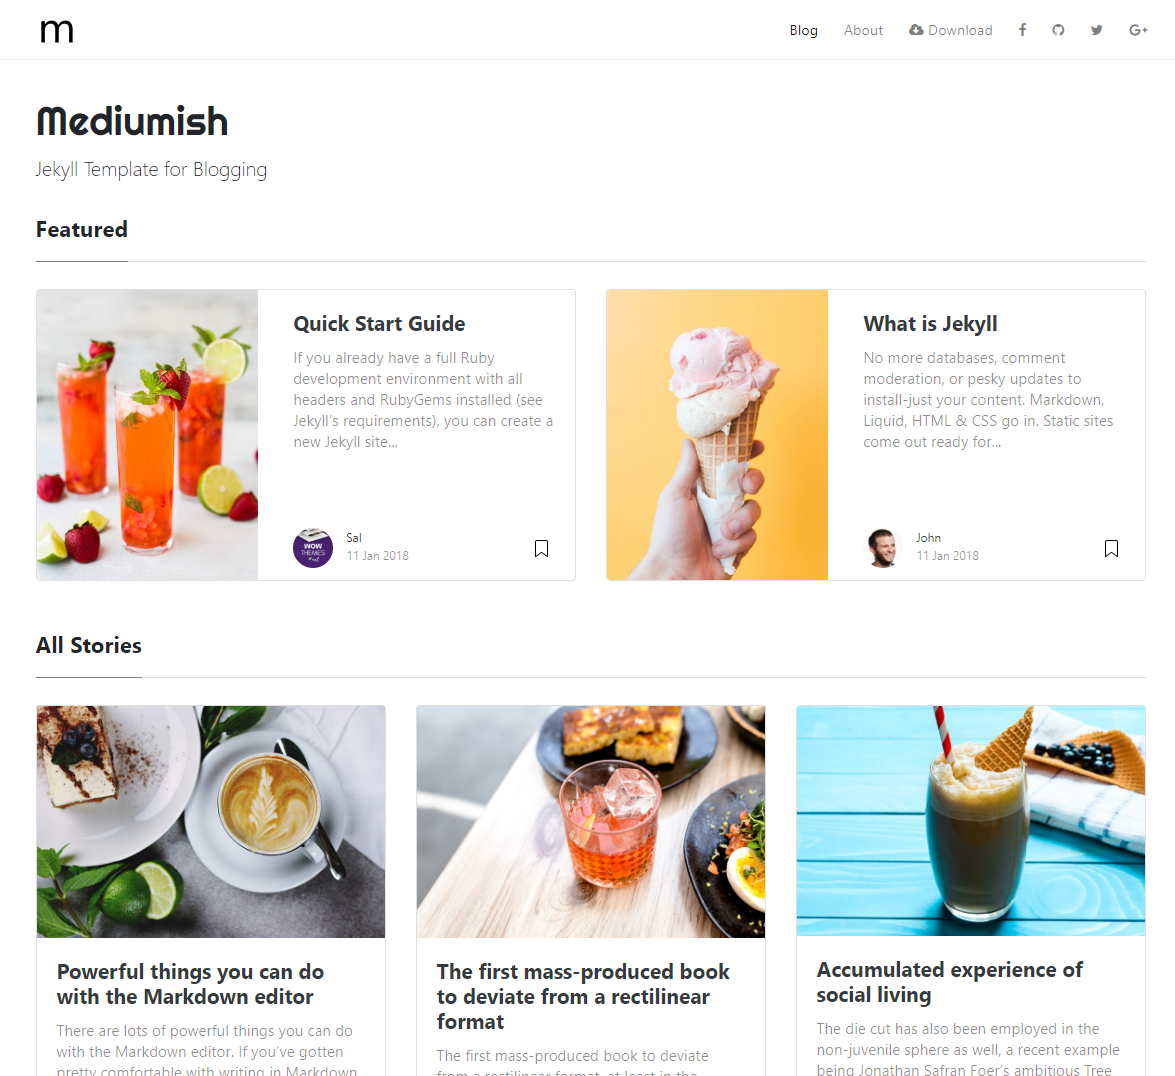 m
Blog About Download G+
Mediumish
Jekyll Template for Blogging
Featured
Quick Start Guide
If you already have a full Ruby
development environment with all
headers and RubyGems installed (see
Jekyll's requirements), you can create a
new Jekyll site...
WOW
THEMES
Sal
11 Jan 2018
What is Jekyll
No more databases, comment
moderation, or pesky updates to
install-just your content. Markdown,
Liquid, HTML & CSS go in. Static sites
come out ready for...
John
11 Jan 2018
All Stories
Powerful things you can do
with the Markdown editor
There are lots of powerful things you can do
with the Markdown editor. If you've gotten
pretty comfortable with writing in Markdown,
The first mass-produced book
to deviate from a rectilinear
format
The first mass-produced book to deviate
from a rectilinear format, at least in the
Accumulated experience of
social living
The die cut has also been employed in the
non-juvenile sphere as well, a recent example
being Jonathan Safran Foer's ambitious Tree